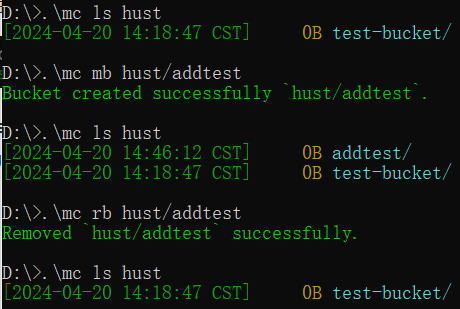 D:\>.\mc ls hust
[2024-04-20 14:18:47 CST]     0B test-bucket/
D:\>.\mc mb hust/addtest
Bucket created successfully `hust/addtest`.
D:\>.\mc ls hust
[2024-04-20 14:46:12 CST]     0B addtest/
[2024-04-20 14:18:47 CST]     0B test-bucket/
D:\>.\mc rb hust/addtest
Removed `hust/addtest` successfully.
D:\>.\mc ls hust
[2024-04-20 14:18:47 CST]     0B test-bucket/